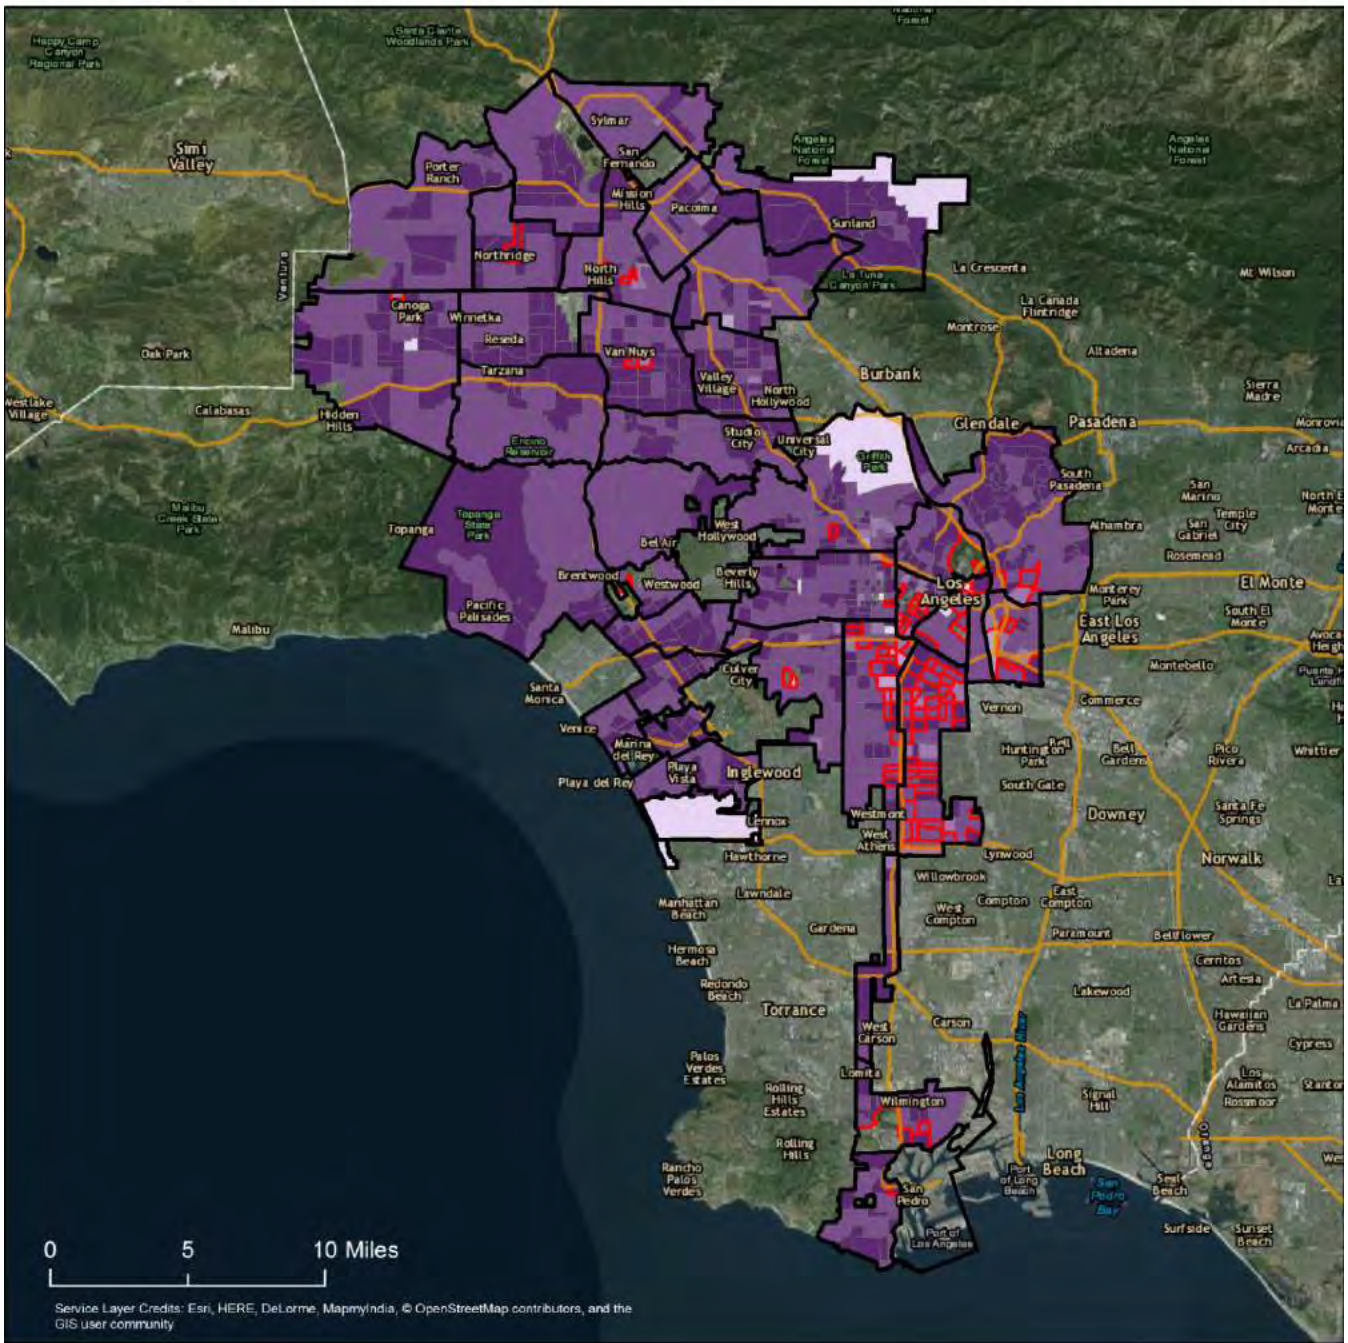 National
Forest
Santa Clarita
Woodlands Park
Happy Camp
Canyon
Regional Park
Sylmar
Simi
Valley
Angeles
National
Forest
Angeles
National
Forest
San
Fernando
Porter
Ranch
Mission
Hills
Pacoima
Sunland
Northridge
North
Hills
La Tuna
Canyon Park
La Crescenta
Mt Wilson
Ventura
Canoga
Park
Winnetka
La Canada
Flintridge
Montrose
Reseda
Oak Park
Van Nuys
Altadena
Tarzana
Valley
Village
Burbank
North
Hollywood
Sierra
Madre
Westlake
Village
Calabasas
Hidden
Hills
Glendale
Pasadena
Monrovia
Studio
City
Universal
City
Encino
Reservoir
Griffith
Park
Arcadia
South
Pasadena
San
Marino
North E
Monte
Malibu
Creek State
Park
Topanga
Topanga
State
Park
West
Hollywood
Alhambra
San
Gabriel
Temple
City
Bel Air
Rosemead
Brentwood
Westwood
Beverly
Hills
Los
Angeles
El Monte
Monterey
Park
Pacific
Palisades
East Los
Angeles
South El
Monte
Malibu
Avoca
Heigh
Montebello
Culver
City
Puente H
Landfi
Santa
Monica
Commerce
Vernon
Venice
Marina
del Rey
Huntington
Park
Bell
Bell
Gardens
Pico
Rivera
Whittier
Playa
Vista
Inglewood
Playa del Rey
South Gate
Lennox
Westmont
Downey
Santa Fe
Springs
West
Athens
Hawthorne
Lynwood
Norwalk
Lawndale
Willowbrook
La
Manhattan
Beach
West
Compton
Compton
East
Compton
Gardena
Paramount
Bellflower
Hermosa
Beach
Cerritos
Artesia
Redondo
Beach
Lakewood
La Palma
Torrance
West
Carson
Carson
Hawaiian
Gardens
Cypress
Los Angeles River
Palos
Verdes
Estates
Lomita
Rolling
Hills
Estates
Wilmington
Signal
Hill
Los
Alamitos
Rossmoor
Stanton
Orange
Rolling
Hills
Long
Beach
Rancho
Palos
Verdes
San
Pedro
Port
of Long
Beach
San
Pedro
Bay
Seal
Beach
Port of
Los Angeles
Surfside
Sunset
Beach
0 5 10 Miles
Service Layer Credits: Esri, HERE, DeLorme, MapmyIndia, © OpenStreetMap contributors, and the
GIS user community